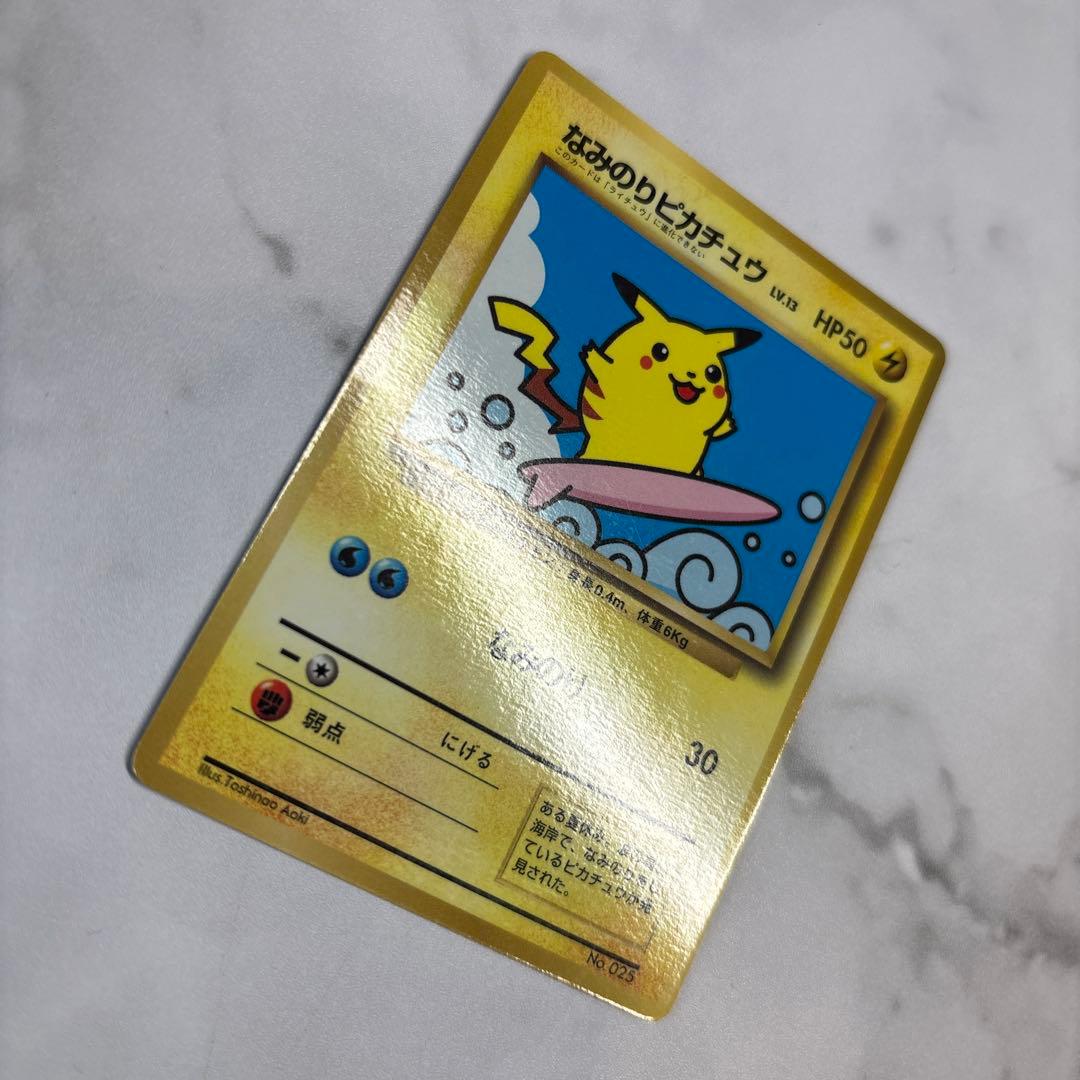 なみのりピカチュウ LV.13 HP50
このカードは「ライチュウ」に進化できない
身長0.4m、体重6Kg
なみのり 30
弱点 にげる
ある夏休み、
海岸で、なみのりをし
ているピカチュウが発
見された。
Illus.Toshinao Aoki
No.025